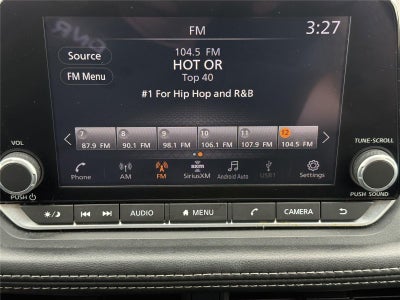 FM
3:27
Source
104.5 FM
HOT OR
FM Menu
Top 40
#1 For Hip Hop and R&B
7 8 9 10 11 12
87.9 FM 90.1 FM 98.1 FM 106.1 FM 107.9 FM 104.5 FM
VOL
TUNE·SCROLL
Phone AM FM SiriusXM Android Auto USB1 Settings
PUSH
PUSH SOUND
AUDIO MENU CAMERA